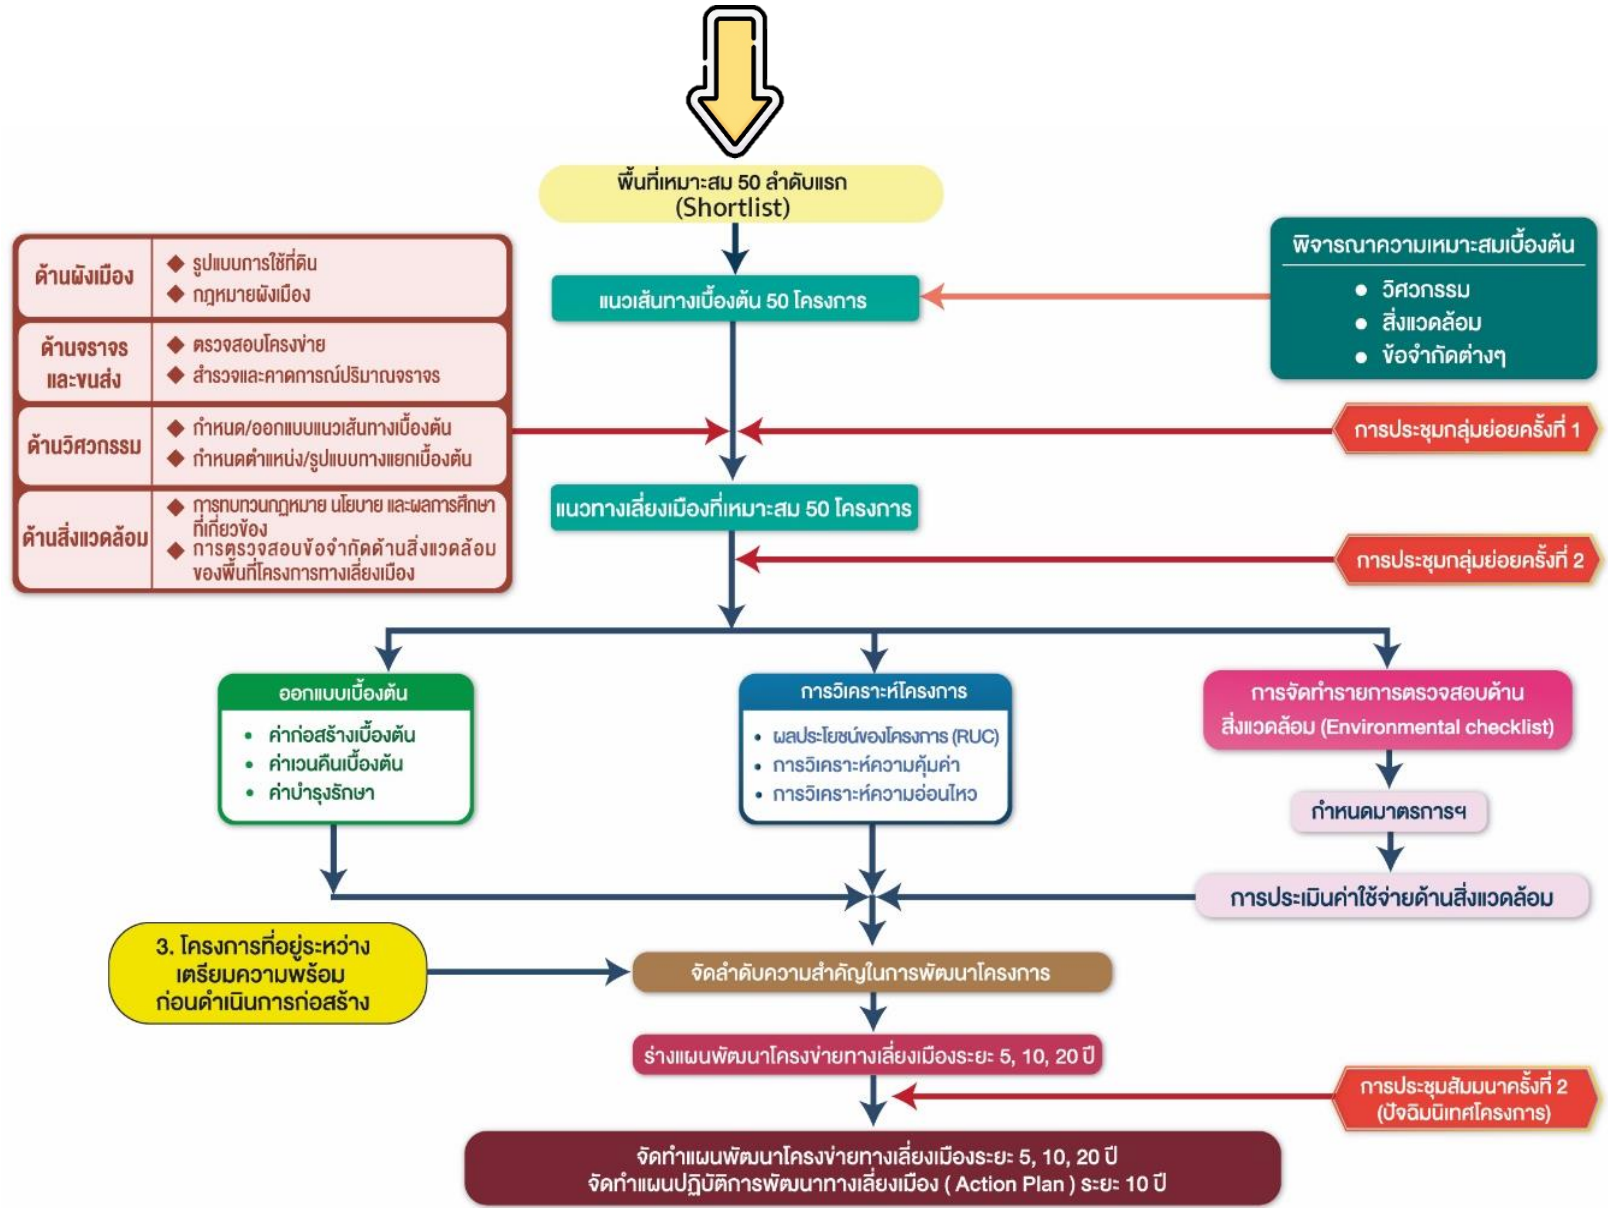 พื้นที่เหมาะสม 50 ลำดับแรก
(Shortlist)
ด้านผังเมือง
◆ รูปแบบการใช้ที่ดิน
◆ กฎหมายผังเมือง
ด้านจราจร
และขนส่ง
◆ ตรวจสอบโครงข่าย
◆ สำรวจและคาดการณ์ปริมาณจราจร
ด้านวิศวกรรม
◆ กำหนด/ออกแบบแนวเส้นทางเบื้องต้น
◆ กำหนดตำแหน่ง/รูปแบบทางแยกเบื้องต้น
ด้านสิ่งแวดล้อม
◆ การทบทวนกฎหมาย นโยบาย และผลการศึกษา
ที่เกี่ยวข้อง
◆ การตรวจสอบข้อจำกัดด้านสิ่งแวดล้อม
ของพื้นที่โครงการทางเลี่ยงเมือง
แนวเส้นทางเบื้องต้น 50 โครงการ
พิจารณาความเหมาะสมเบื้องต้น
● วิศวกรรม
● สิ่งแวดล้อม
● ข้อจำกัดต่างๆ
การประชุมกลุ่มย่อยครั้งที่ 1
แนวทางเลี่ยงเมืองที่เหมาะสม 50 โครงการ
การประชุมกลุ่มย่อยครั้งที่ 2
ออกแบบเบื้องต้น
• ค่าก่อสร้างเบื้องต้น
• ค่าเวนคืนเบื้องต้น
• ค่าบำรุงรักษา
การวิเคราะห์โครงการ
• ผลประโยชน์ของโครงการ (RUC)
• การวิเคราะห์ความคุ้มค่า
• การวิเคราะห์ความอ่อนไหว
การจัดทำรายการตรวจสอบด้าน
สิ่งแวดล้อม (Environmental checklist)
กำหนดมาตรการฯ
การประเมินค่าใช้จ่ายด้านสิ่งแวดล้อม
3. โครงการที่อยู่ระหว่าง
เตรียมความพร้อม
ก่อนดำเนินการก่อสร้าง
จัดลำดับความสำคัญในการพัฒนาโครงการ
ร่างแผนพัฒนาโครงข่ายทางเลี่ยงเมืองระยะ 5, 10, 20 ปี
การประชุมสัมมนาครั้งที่ 2
(ปัจฉิมนิเทศโครงการ)
จัดทำแผนพัฒนาโครงข่ายทางเลี่ยงเมืองระยะ 5, 10, 20 ปี
จัดทำแผนปฏิบัติการพัฒนาทางเลี่ยงเมือง ( Action Plan ) ระยะ 10 ปี